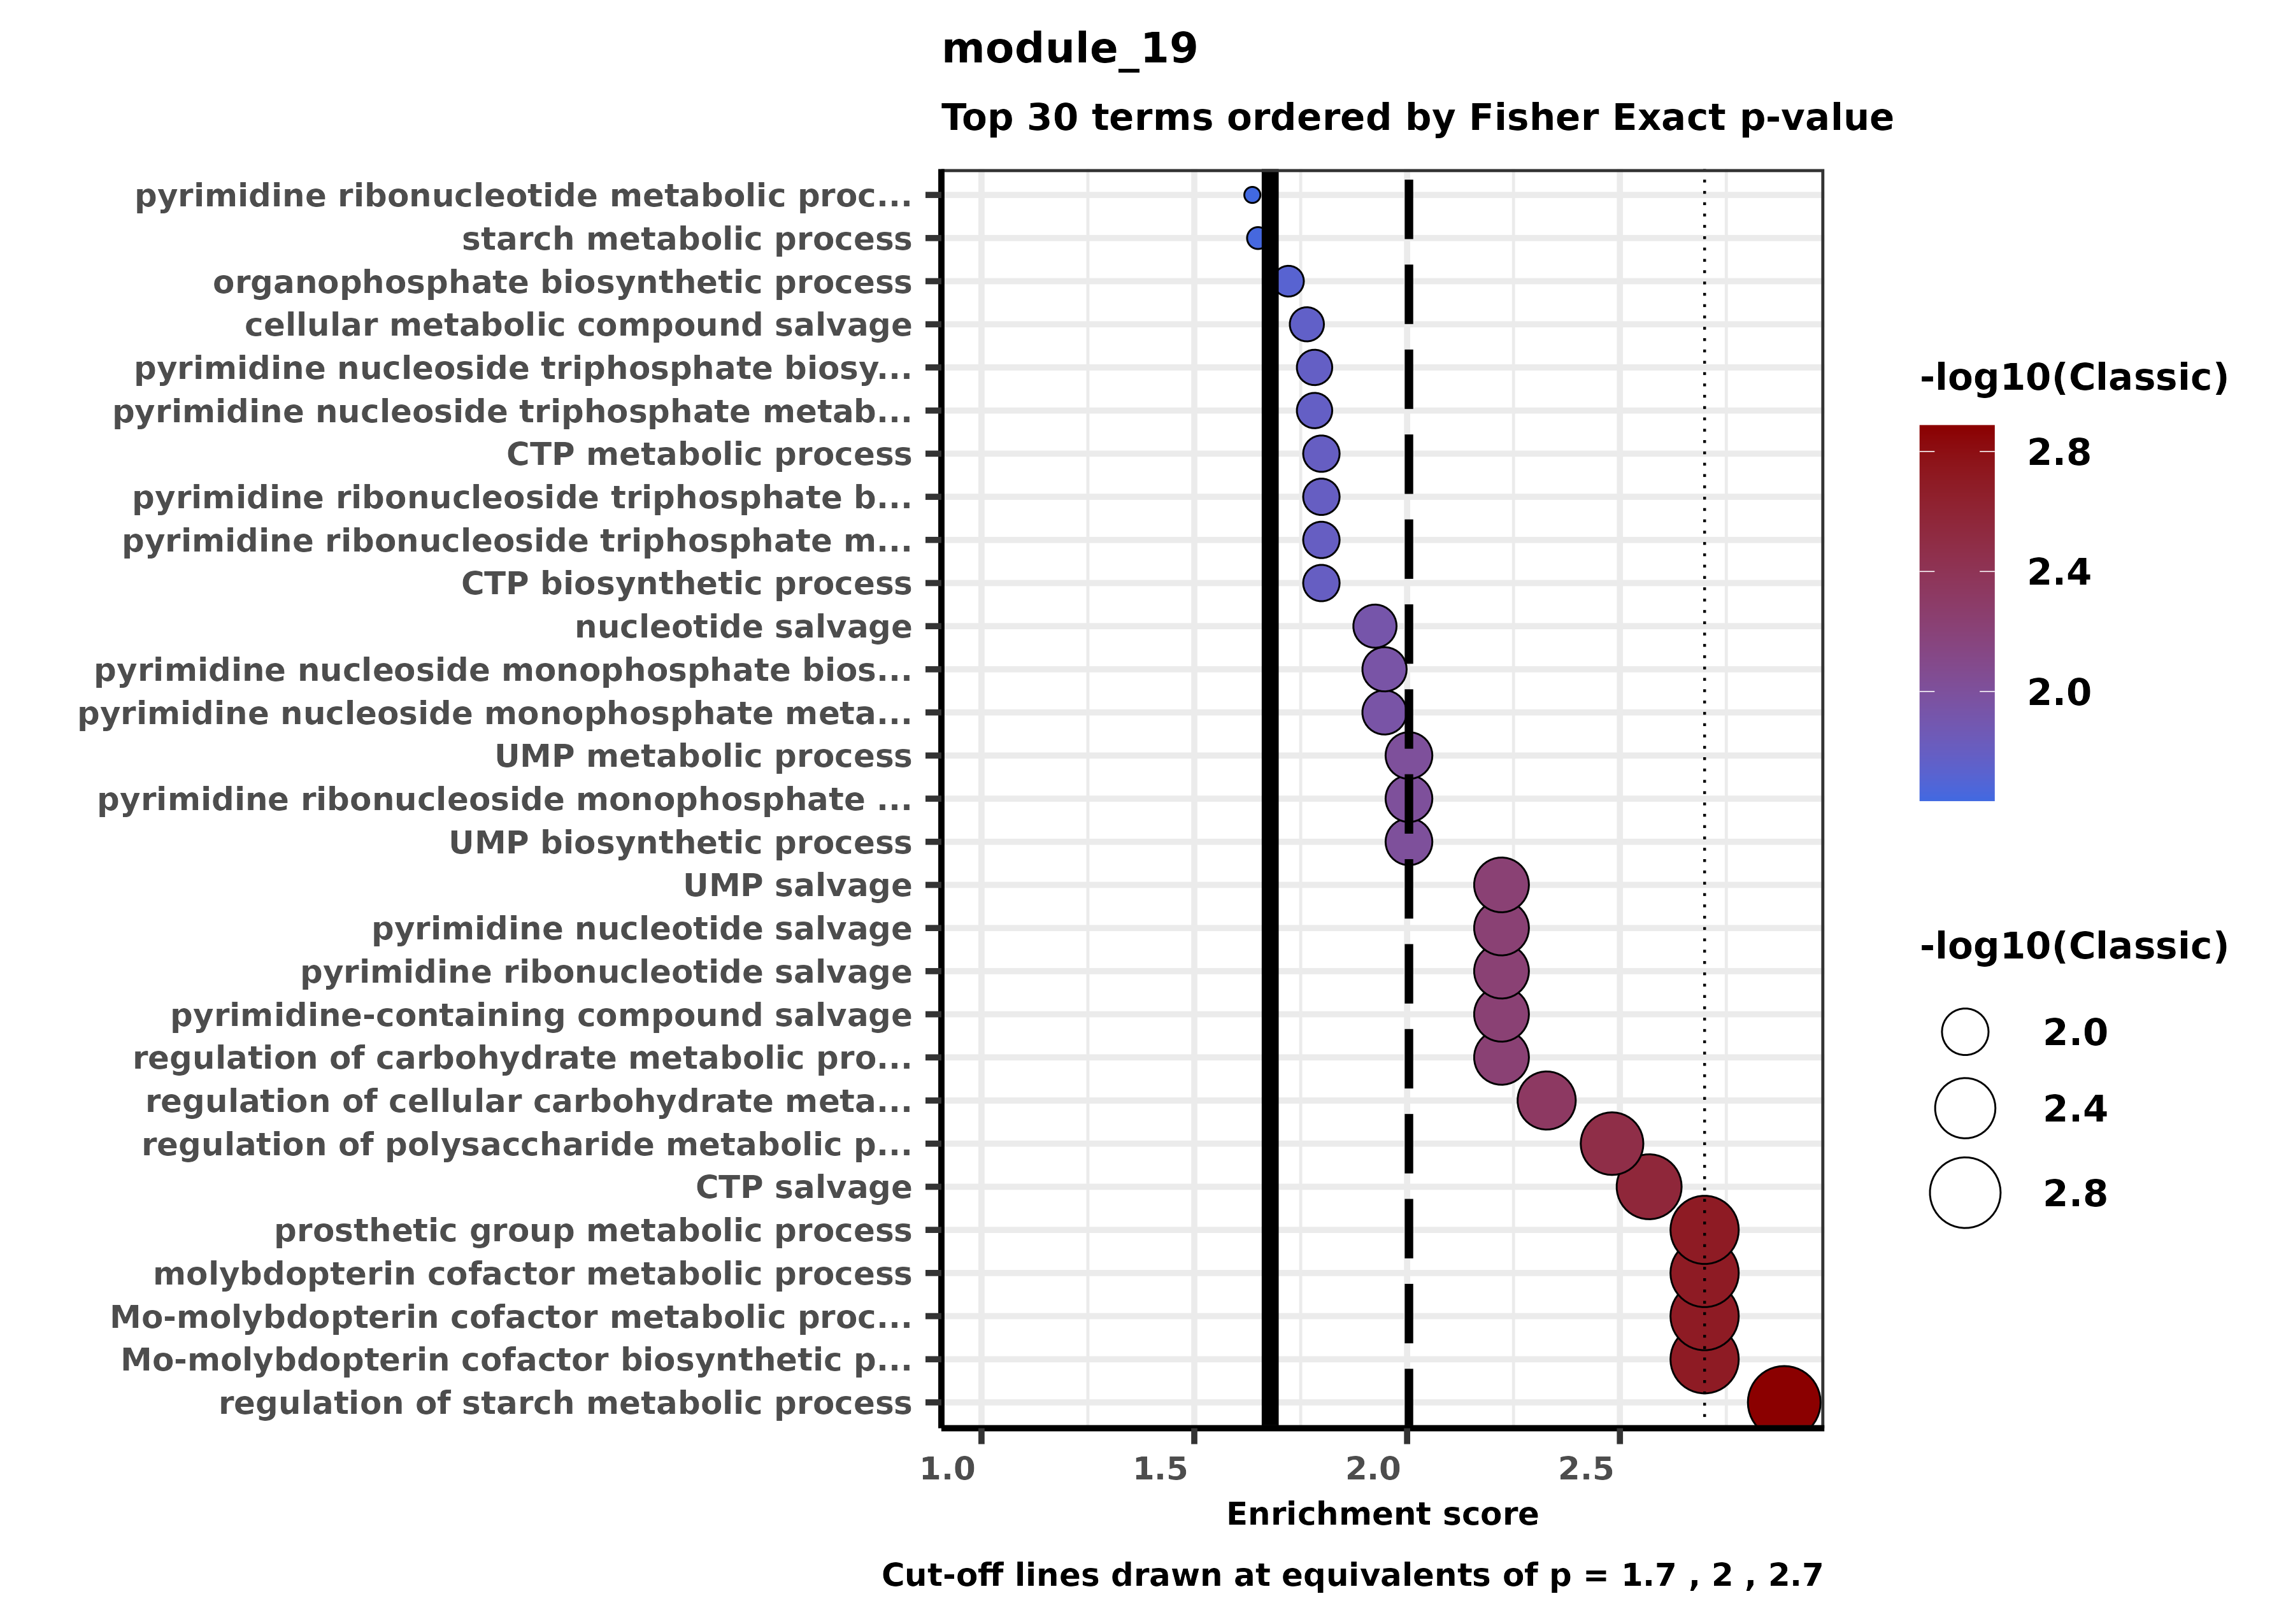 module_19
Top 30 terms ordered by Fisher Exact p-value
pyrimidine ribonucleotide metabolic proc...
starch metabolic process
organophosphate biosynthetic process
cellular metabolic compound salvage
pyrimidine nucleoside triphosphate biosy...
pyrimidine nucleoside triphosphate metab...
CTP metabolic process
pyrimidine ribonucleoside triphosphate b...
pyrimidine ribonucleoside triphosphate m...
CTP biosynthetic process
nucleotide salvage
pyrimidine nucleoside monophosphate bios...
pyrimidine nucleoside monophosphate meta...
UMP metabolic process
pyrimidine ribonucleoside monophosphate ...
UMP biosynthetic process
UMP salvage
pyrimidine nucleotide salvage
pyrimidine ribonucleotide salvage
pyrimidine-containing compound salvage
regulation of carbohydrate metabolic pro...
regulation of cellular carbohydrate meta...
regulation of polysaccharide metabolic p...
CTP salvage
prosthetic group metabolic process
molybdopterin cofactor metabolic process
Mo-molybdopterin cofactor metabolic proc...
Mo-molybdopterin cofactor biosynthetic p...
regulation of starch metabolic process
1.0 1.5 2.0 2.5
Enrichment score
Cut-off lines drawn at equivalents of p = 1.7 , 2 , 2.7
-log10(Classic)
2.8
2.4
2.0
-log10(Classic)
2.0
2.4
2.8